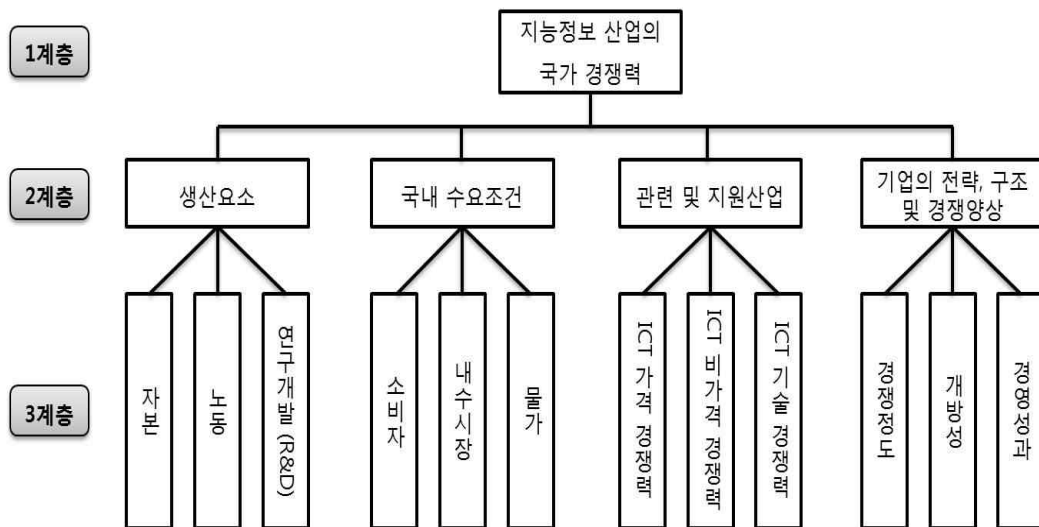 1계층
지능정보 산업의
국가 경쟁력
2계층
생산요소
국내 수요조건
관련 및 지원산업
기업의 전략, 구조
및 경쟁양상
3계층
자본
노동
연구개발 (R&D)
소비자
내수시장
물가
ICT 가격 경쟁력
ICT 비가격 경쟁력
ICT 기술 경쟁력
경쟁정도
개방성
경영성과